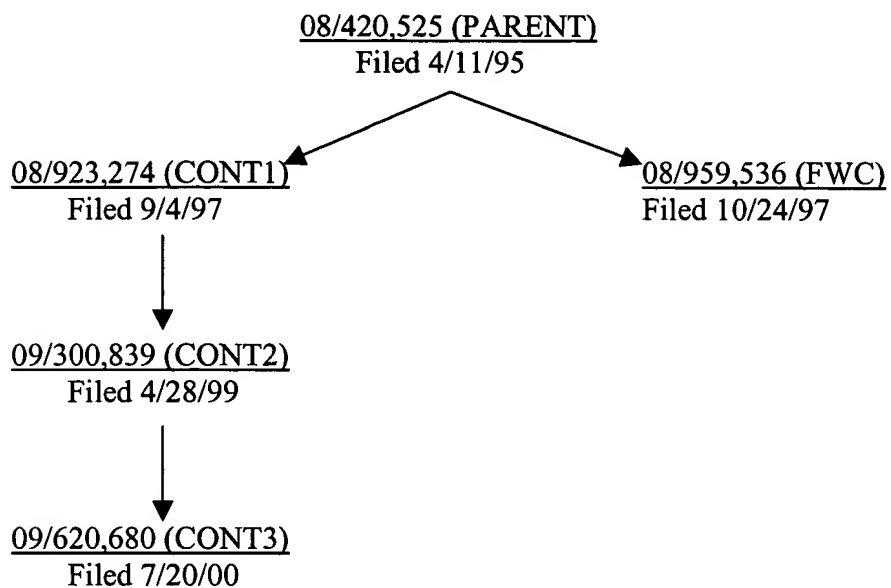 08/420,525 (PARENT)
Filed 4/11/95
08/923,274 (CONT1)
Filed 9/4/97
08/959,536 (FWC)
Filed 10/24/97
09/300,839 (CONT2)
Filed 4/28/99
09/620,680 (CONT3)
Filed 7/20/00